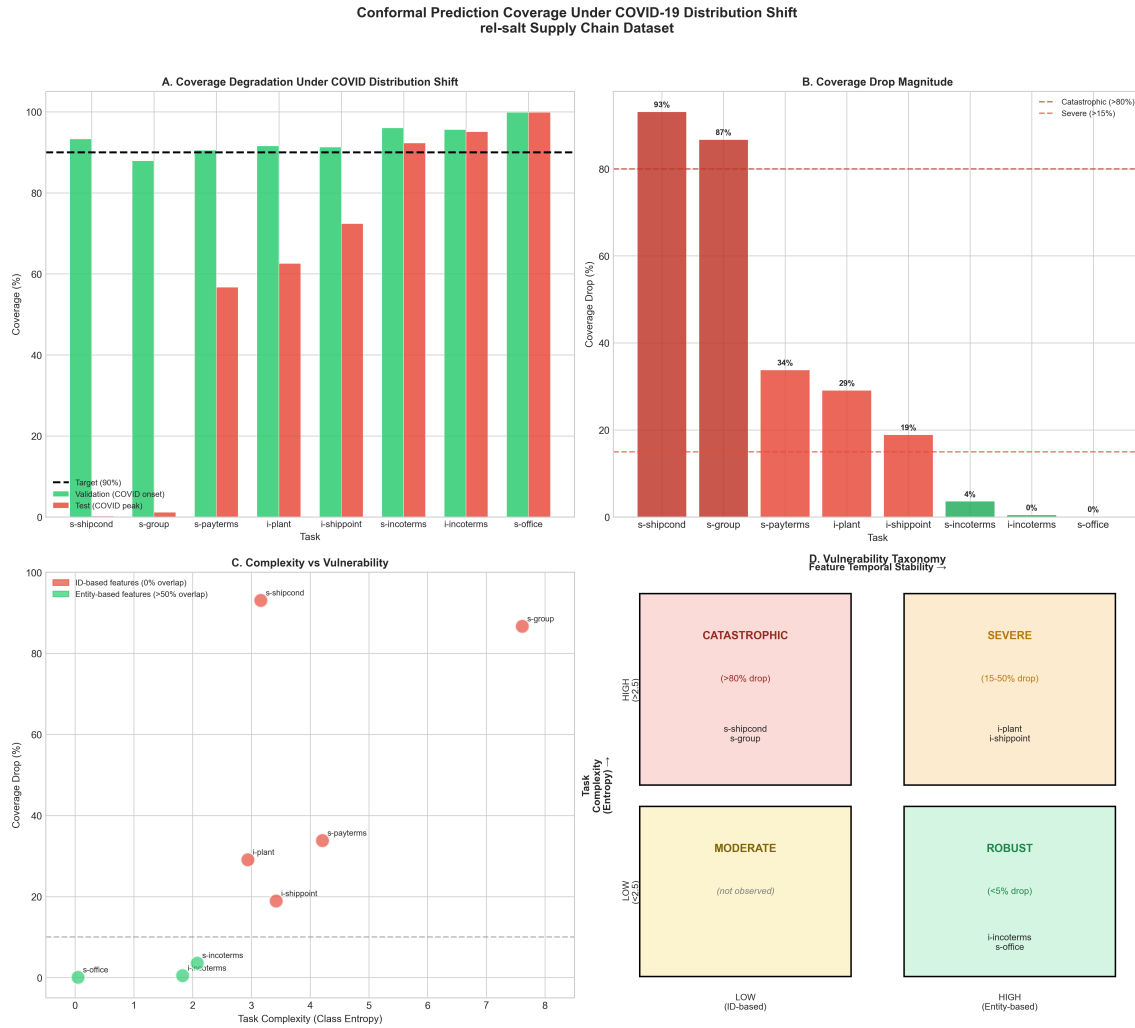 Conformal Prediction Coverage Under COVID-19 Distribution Shift
rel-salt Supply Chain Dataset
A. Coverage Degradation Under COVID Distribution Shift
Coverage (%)
100
80
60
40
20
0
Target (90%)
Validation (COVID onset)
Test (COVID peak)
s-shipcond
s-group
s-payterms
i-plant
i-shippoint
s-incoterms
i-incoterms
s-office
Task
B. Coverage Drop Magnitude
Catastrophic (>80%)
Severe (>15%)
Coverage Drop (%)
80
60
40
20
0
93%
87%
34%
29%
19%
4%
0%
0%
s-shipcond
s-group
s-payterms
i-plant
i-shippoint
s-incoterms
i-incoterms
s-office
Task
C. Complexity vs Vulnerability
ID-based features (0% overlap)
Entity-based features (>50% overlap)
Coverage Drop (%)
100
80
60
40
20
0
s-shipcond
s-group
s-payterms
i-plant
i-shippoint
s-incoterms
i-incoterms
s-office
0
1
2
3
4
5
6
7
8
Task Complexity (Class Entropy)
D. Vulnerability Taxonomy
Feature Temporal Stability →
Task
Complexity
(Entropy) →
HIGH
(>2.5)
CATASTROPHIC
(>80% drop)
s-shipcond
s-group
SEVERE
(15-50% drop)
i-plant
i-shippoint
LOW
(<2.5)
MODERATE
(not observed)
ROBUST
(<5% drop)
i-incoterms
s-office
LOW
(ID-based)
HIGH
(Entity-based)